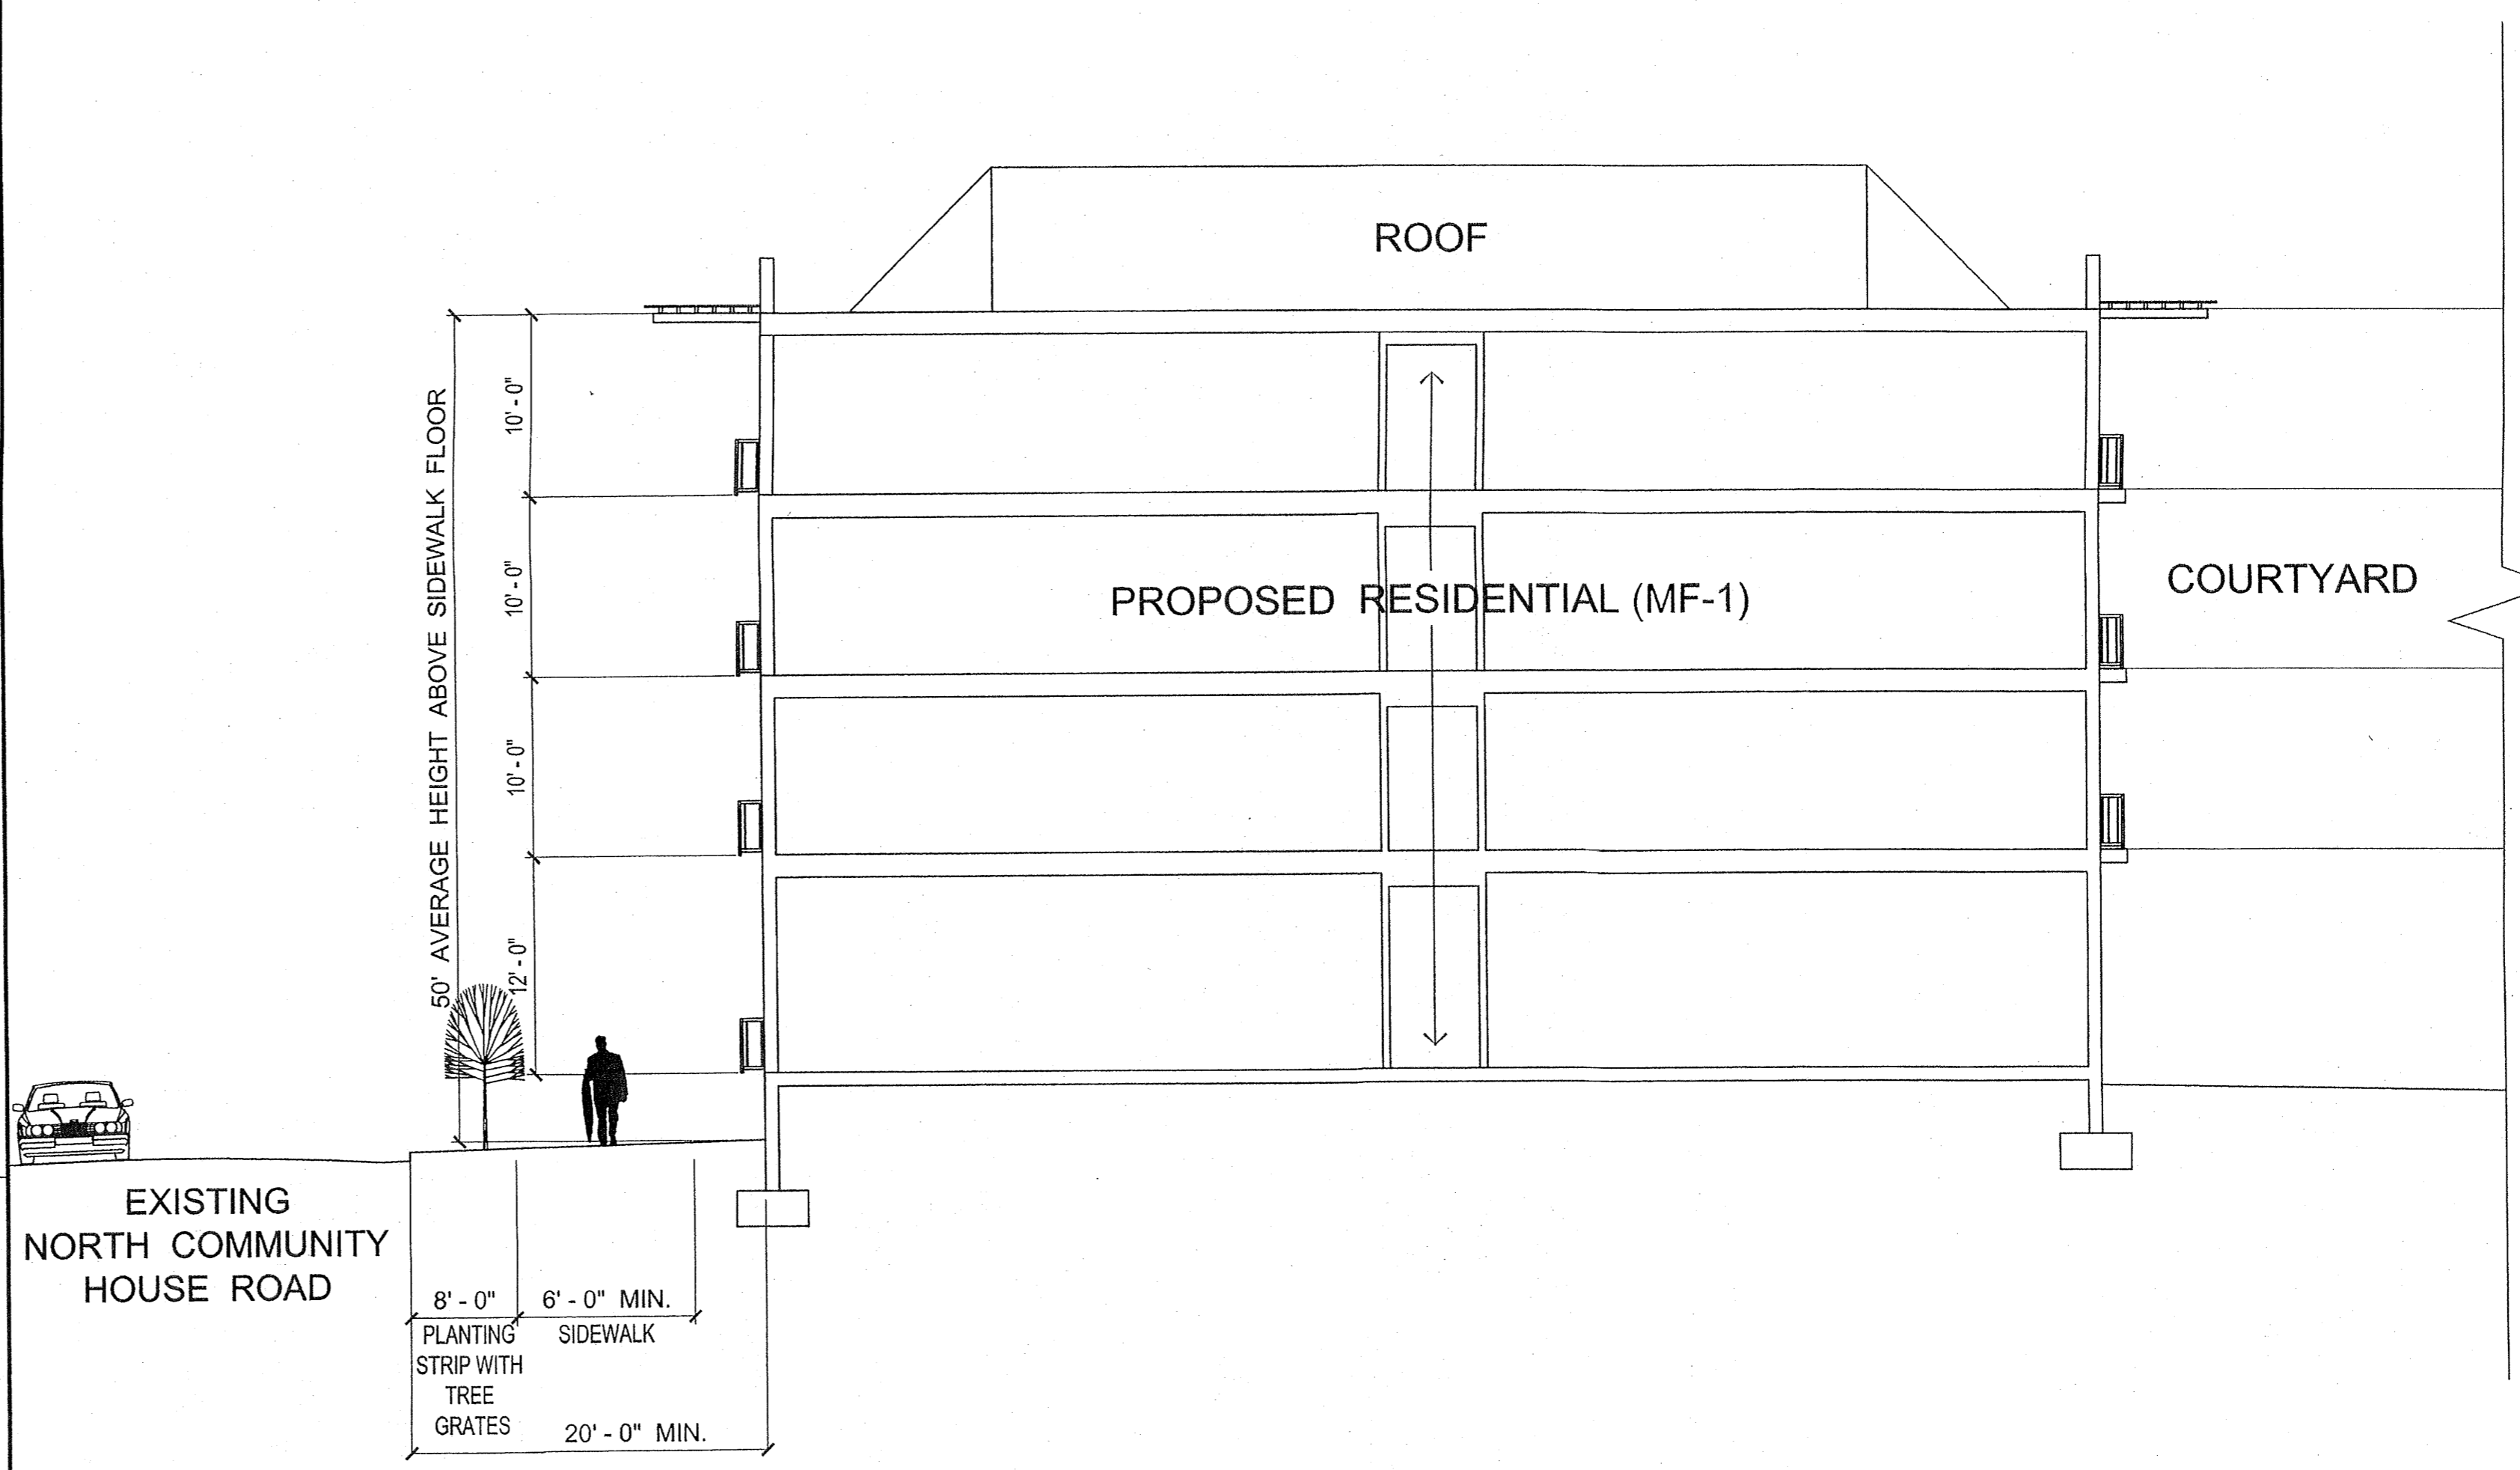 ROOF
50' AVERAGE HEIGHT ABOVE SIDEWALK FLOOR
10' - 0"
10' - 0"
10' - 0"
12' - 0"
PROPOSED RESIDENTIAL (MF-1)
COURTYARD
EXISTING
NORTH COMMUNITY
HOUSE ROAD
8' - 0"
PLANTING
STRIP WITH
TREE
GRATES
6' - 0" MIN.
SIDEWALK
20' - 0" MIN.